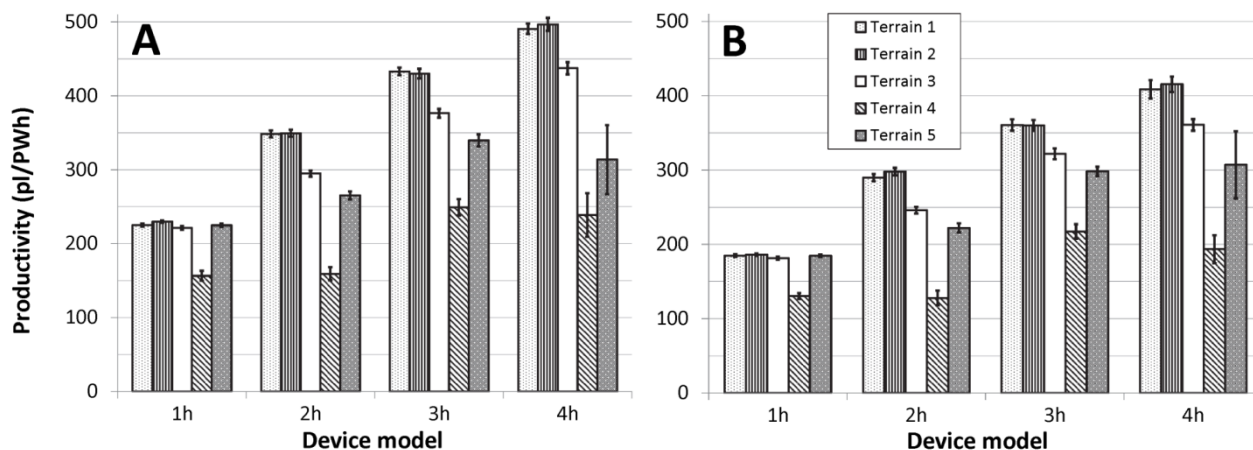 A
B
Productivity (pl/PWh)
500
400
300
200
100
0
1h 2h 3h 4h
Device model
500
400
300
200
100
0
Terrain 1
Terrain 2
Terrain 3
Terrain 4
Terrain 5
1h 2h 3h 4h
Device model